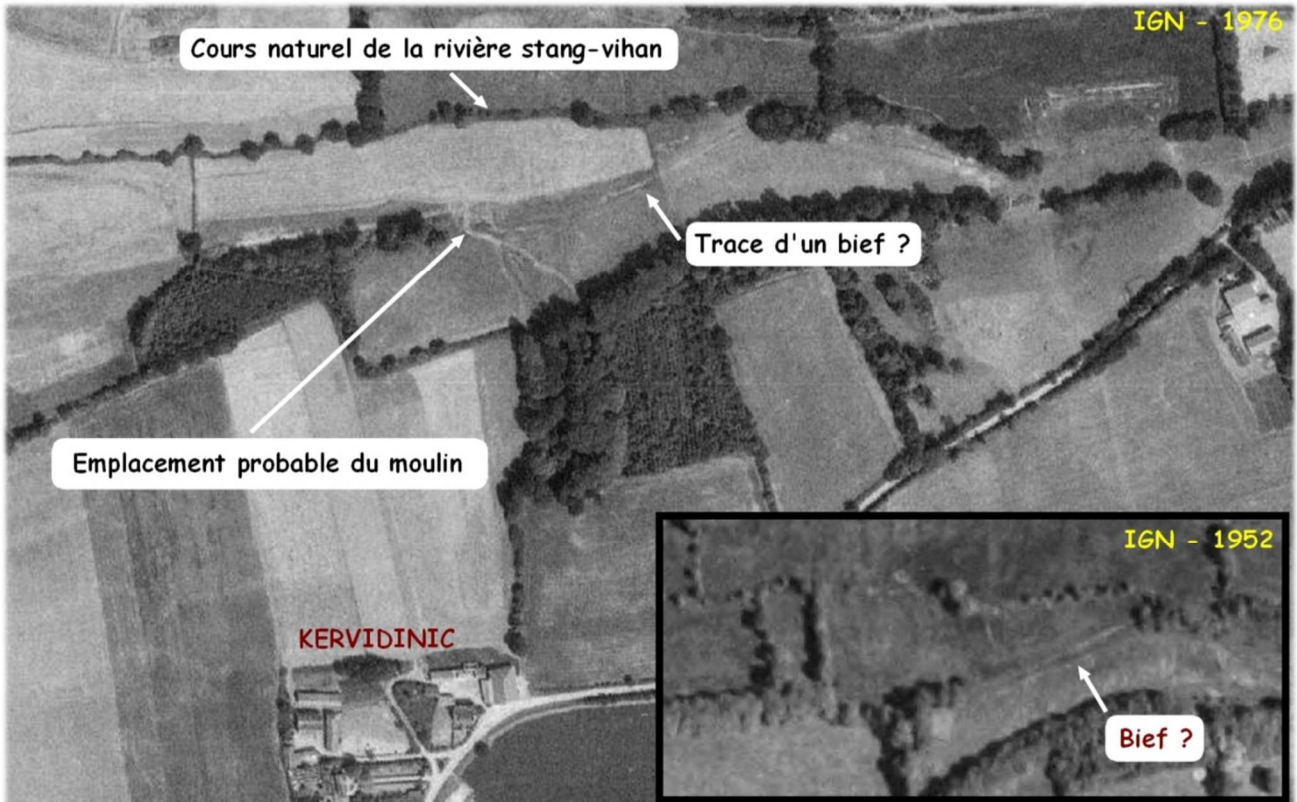 IGN - 1976
Cours naturel de la rivière stang-vihan
Trace d'un bief ?
Emplacement probable du moulin
KERVIDINIC
IGN - 1952
Bief ?